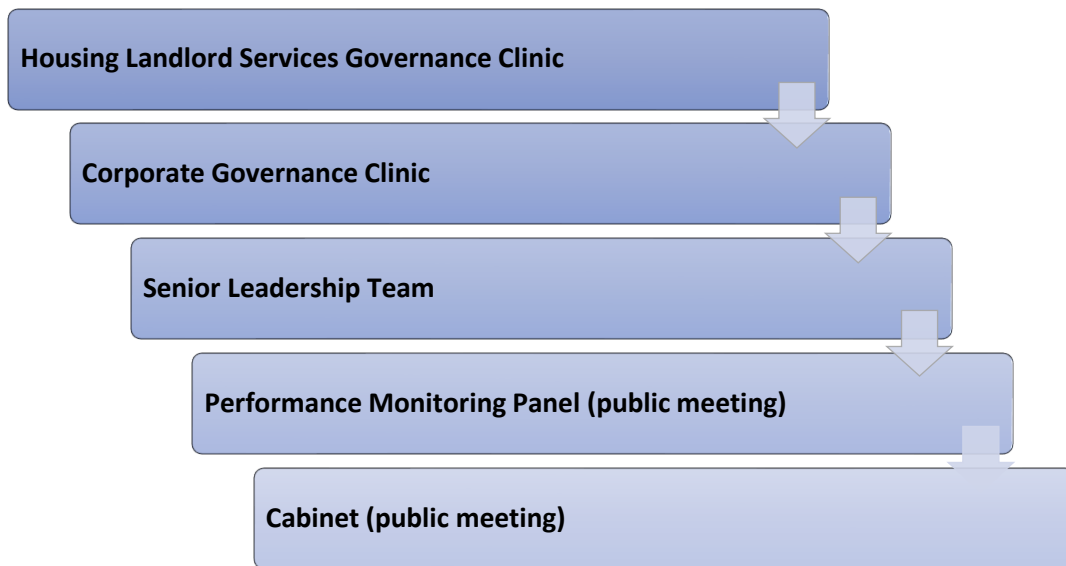 Housing Landlord Services Governance Clinic
Corporate Governance Clinic
Senior Leadership Team
Performance Monitoring Panel (public meeting)
Cabinet (public meeting)